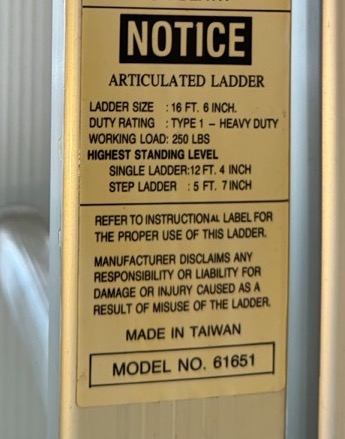 NOTICE
ARTICULATED LADDER
LADDER SIZE : 16 FT. 6 INCH.
DUTY RATING : TYPE 1 – HEAVY DUTY
WORKING LOAD: 250 LBS
HIGHEST STANDING LEVEL
SINGLE LADDER:12 FT. 4 INCH
STEP LADDER : 5 FT. 7 INCH
REFER TO INSTRUCTIONAL LABEL FOR
THE PROPER USE OF THIS LADDER.
MANUFACTURER DISCLAIMS ANY
RESPONSIBILITY OR LIABILITY FOR
DAMAGE OR INJURY CAUSED AS A
RESULT OF MISUSE OF THE LADDER.
MADE IN TAIWAN
MODEL NO. 61651